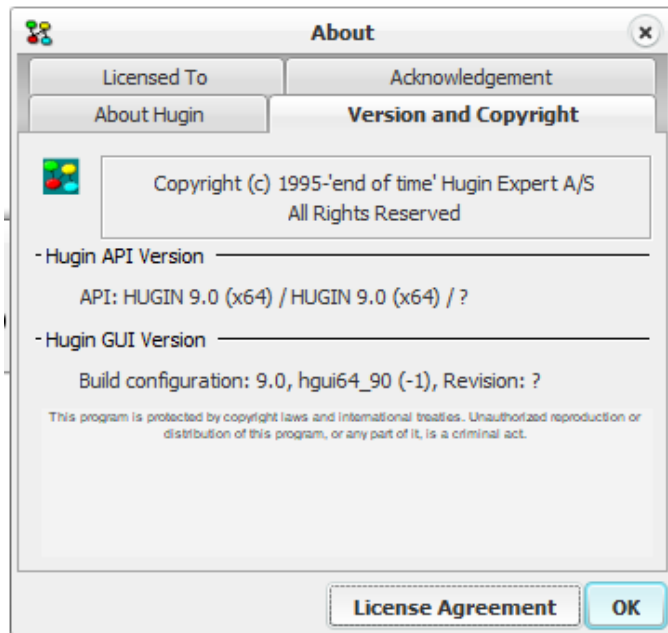 About
Licensed To
Acknowledgement
About Hugin
Version and Copyright
Copyright (c) 1995-'end of time' Hugin Expert A/S
All Rights Reserved
Hugin API Version
API: HUGIN 9.0 (x64) / HUGIN 9.0 (x64) / ?
Hugin GUI Version
Build configuration: 9.0, hgui64_90 (-1), Revision: ?
This program is protected by copyright laws and international treaties. Unauthorized reproduction or
distribution of this program, or any part of it, is a criminal act.
License Agreement
OK